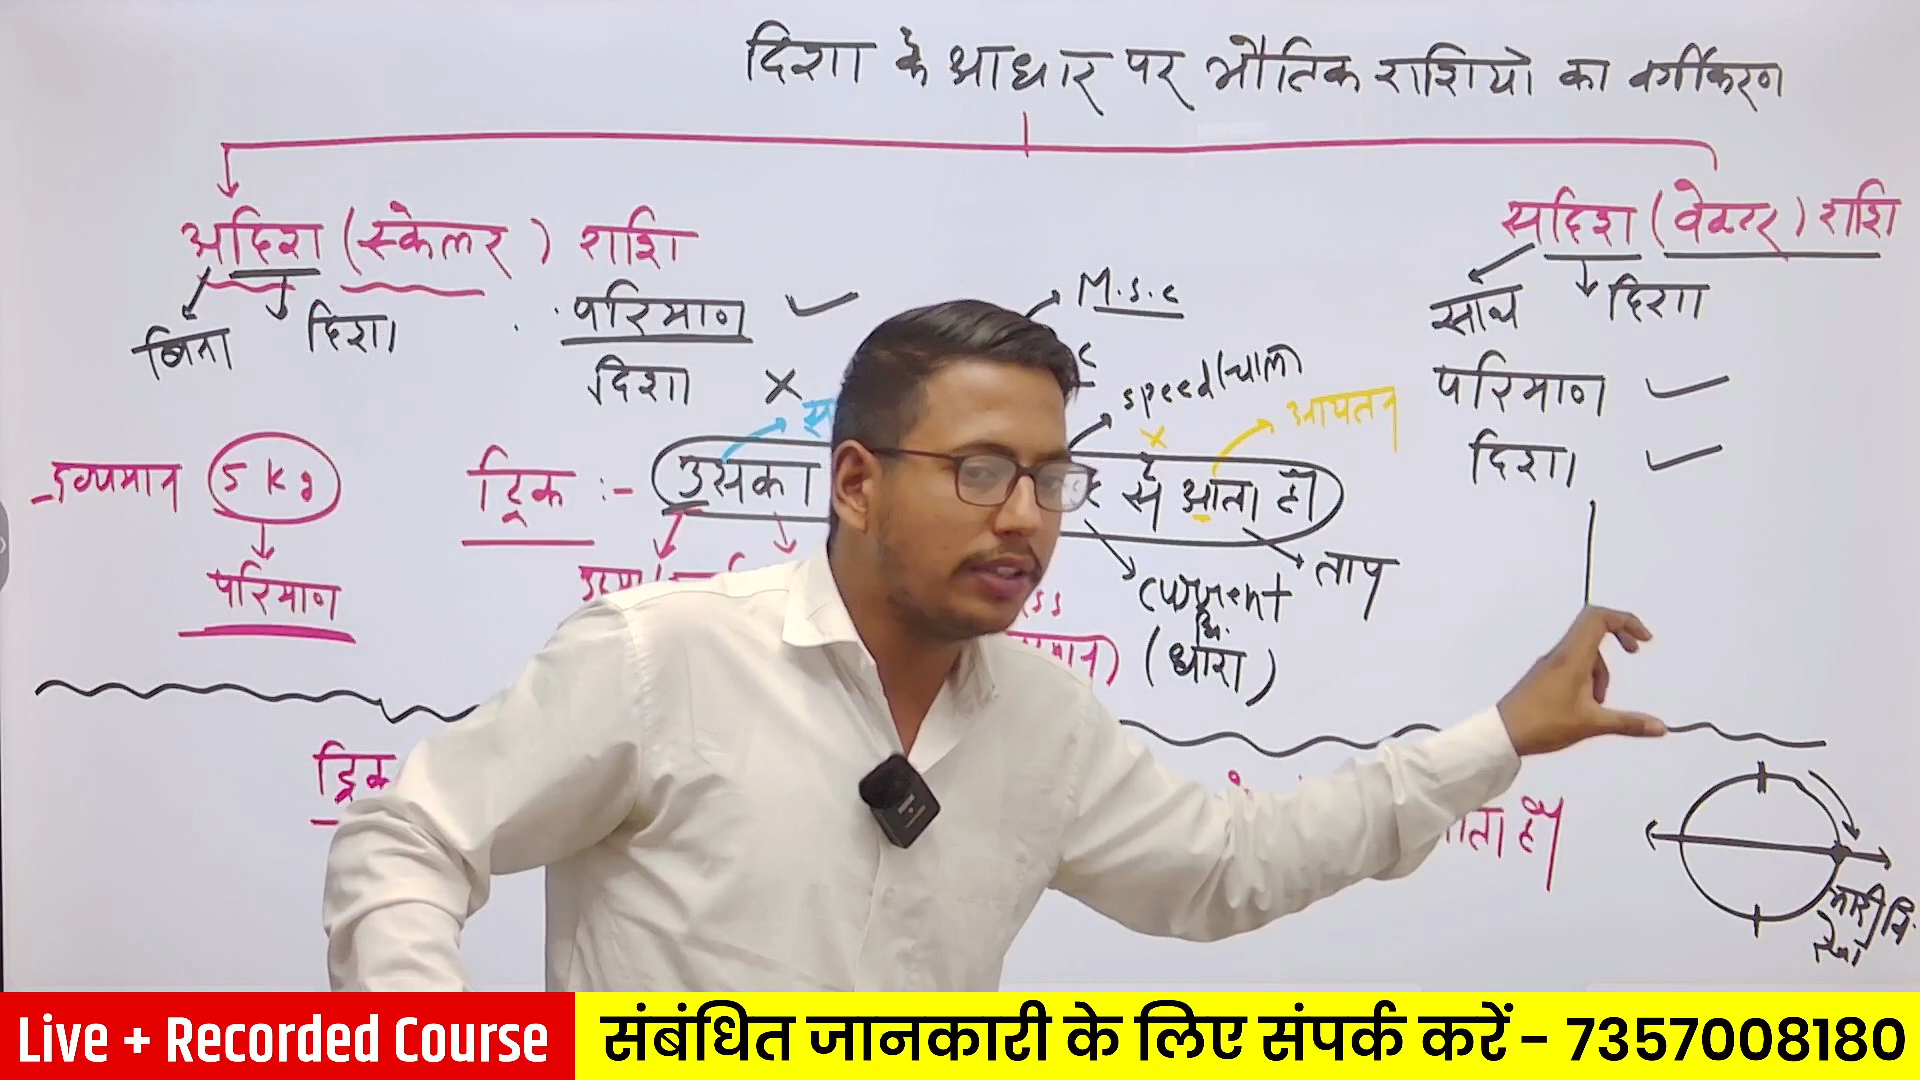 दिशा के आधार पर भौतिक राशियो का वर्गीकरण
अदिश (स्केलर) राशि
सदिश (वेक्टर) राशि
बिना दिशा
परिमाण ✓
दिशा ×
M.S.C
साथ दिशा
परिमाण ✓
दिशा ✓
speed (चाल)
आयतन
द्रव्यमान 5 kg
परिमाण
ट्रिक :- उसका
से आता है
current
(धारा)
ताप
ट्रिक
Live + Recorded Course
संबंधित जानकारी के लिए संपर्क करें – 7357008180